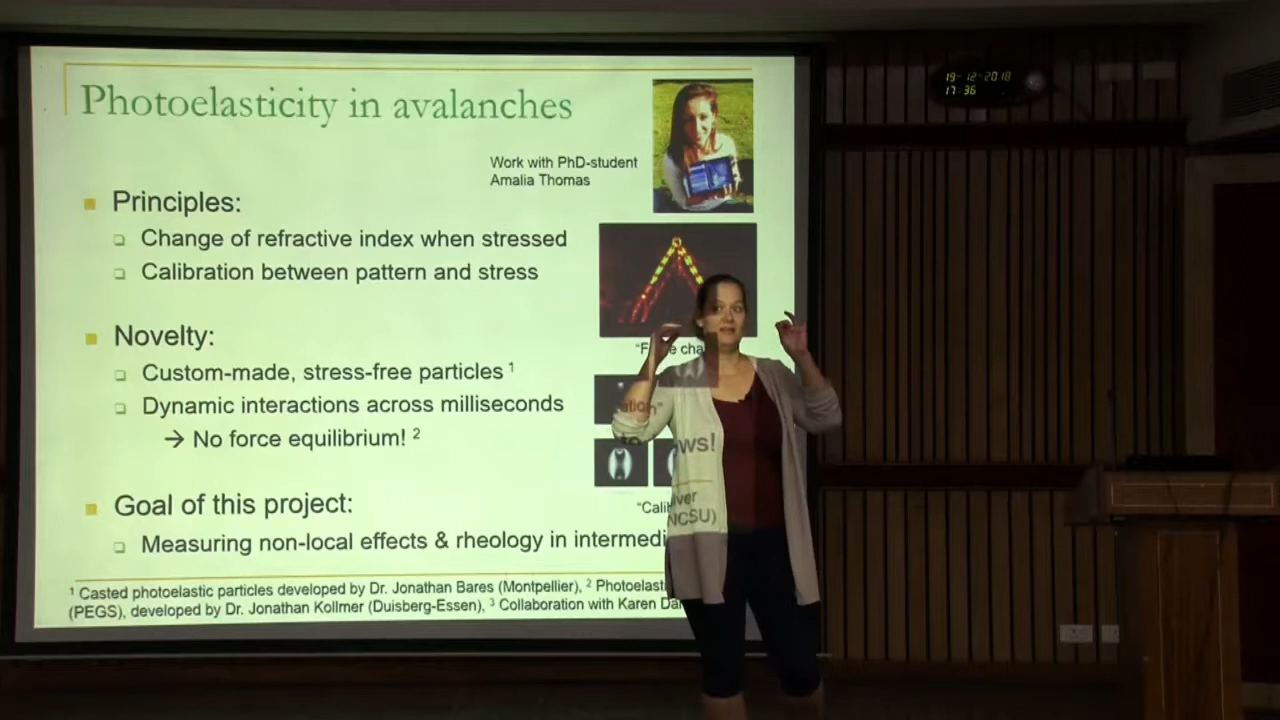 19-12-2018
17:36
Photoelasticity in avalanches
Work with PhD-student
Amalia Thomas
Principles:
Change of refractive index when stressed
Calibration between pattern and stress
Novelty:
Custom-made, stress-free particles 1
Dynamic interactions across milliseconds
→ No force equilibrium! 2
Goal of this project:
Measuring non-local effects & rheology in
1 Casted photoelastic particles developed by Dr. Jonathan Bares (Montpellier), 2
(PEGS), developed by Dr. Jonathan Kollmer (Duisberg-Essen), 3 Collaboration with Karen
NCSU)